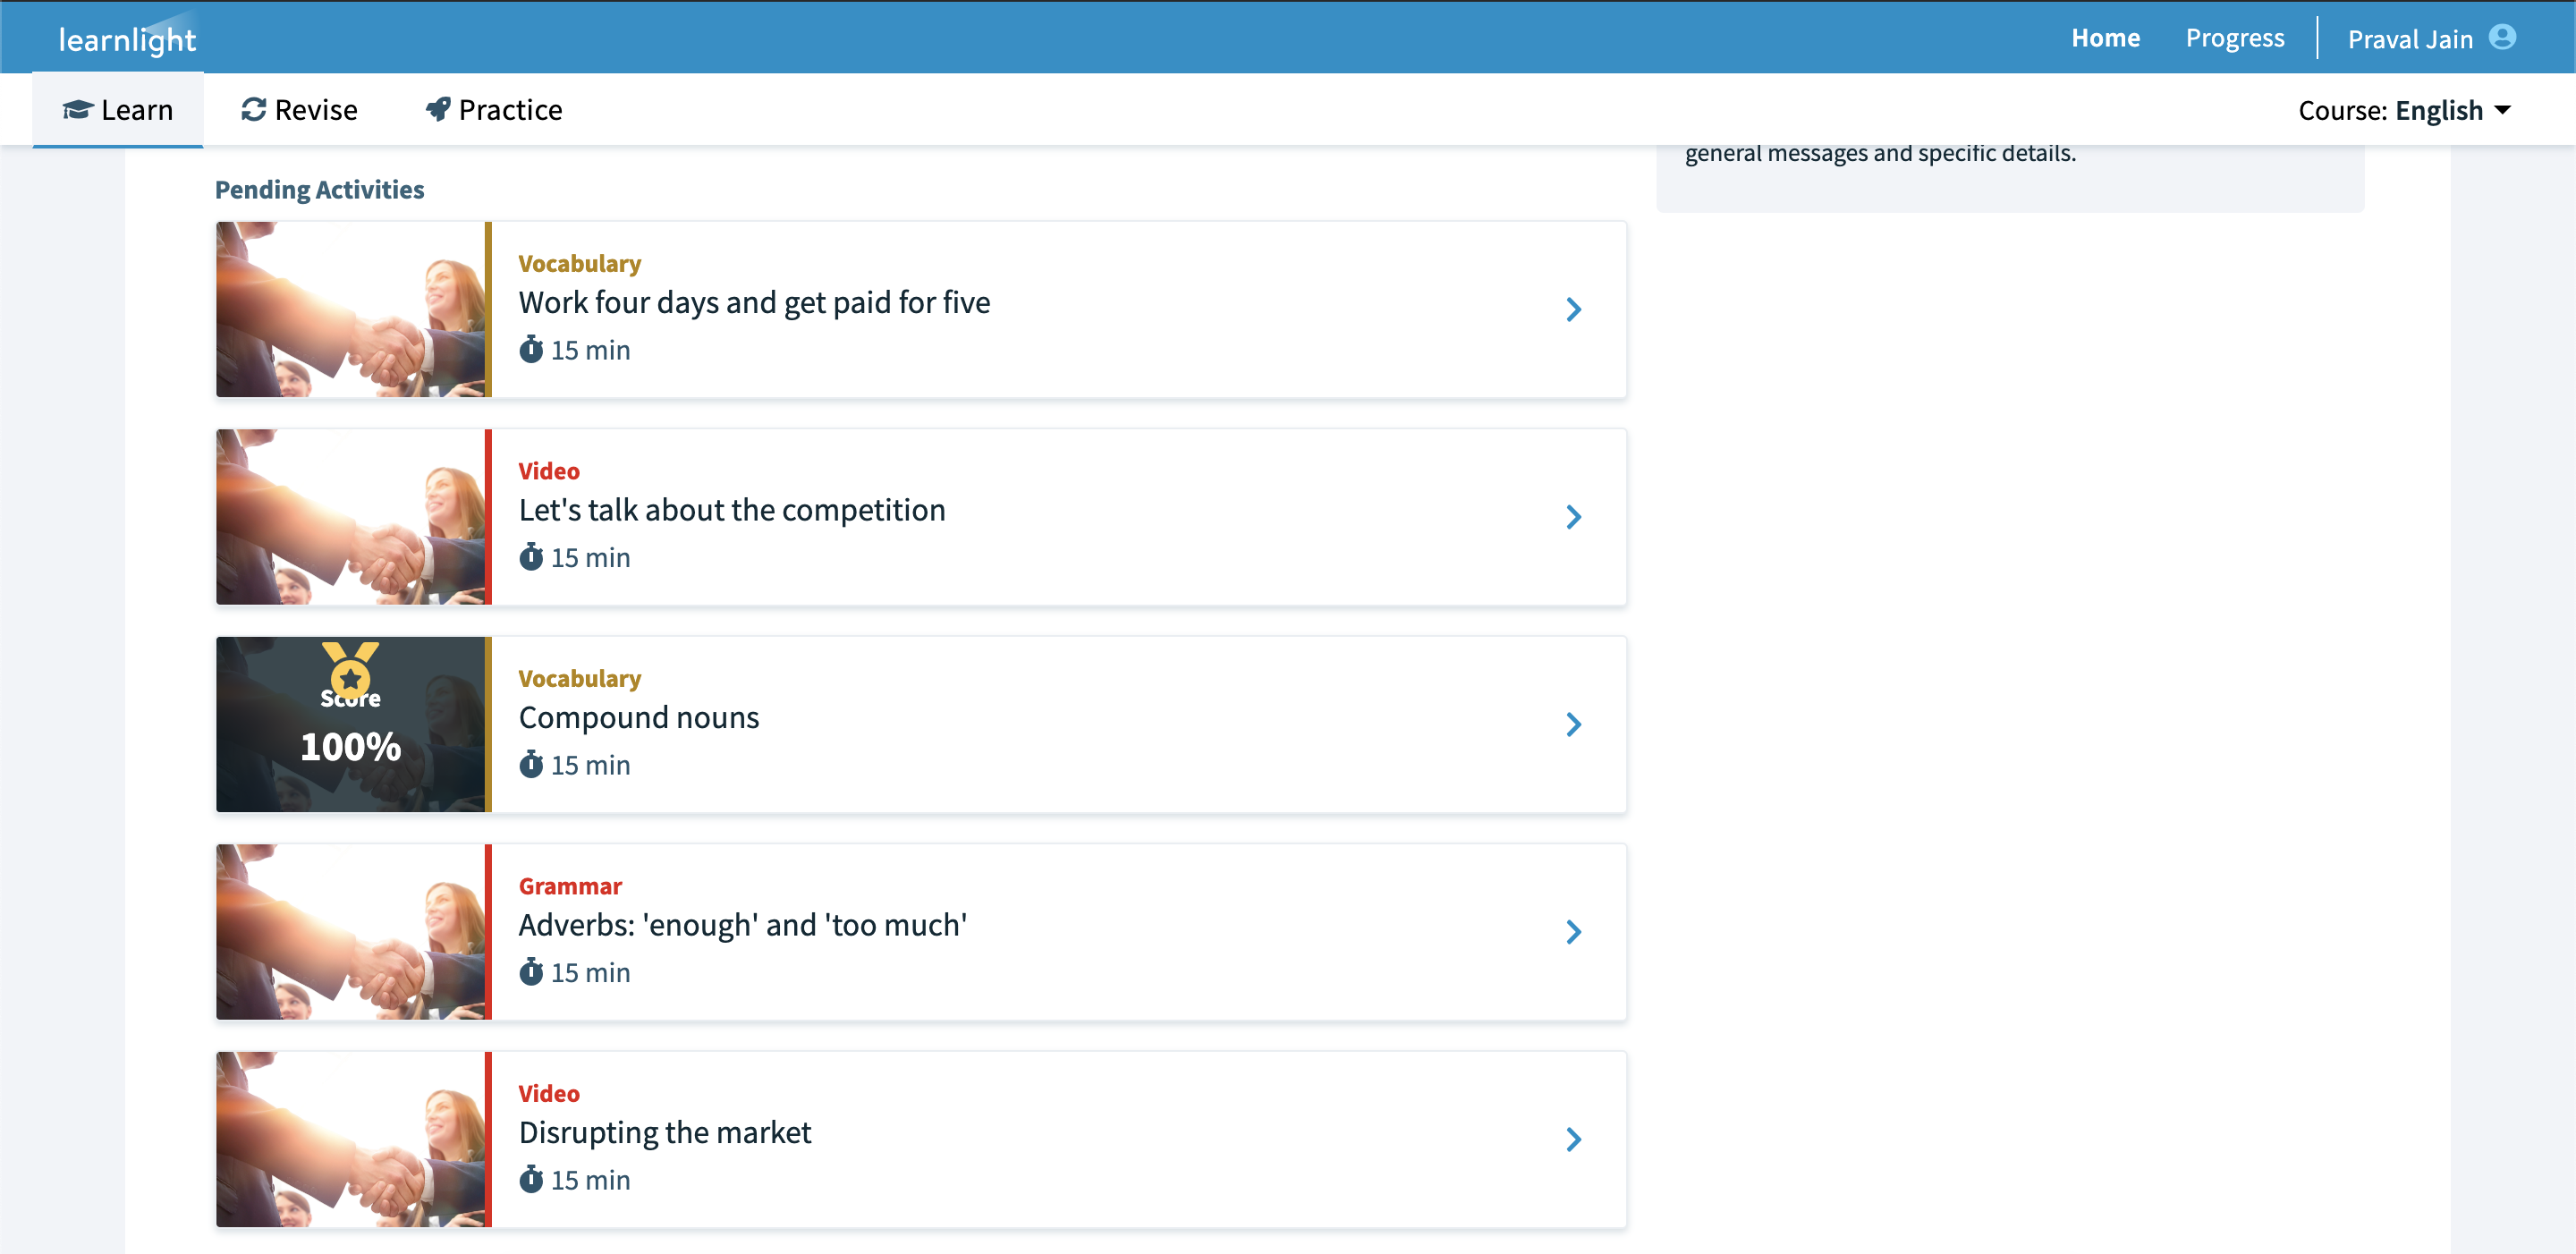 learnlight
Home Progress Praval Jain
Learn Revise Practice Course: English
general messages and specific details.
Pending Activities
Vocabulary
Work four days and get paid for five
15 min
Video
Let's talk about the competition
15 min
Score
100%
Vocabulary
Compound nouns
15 min
Grammar
Adverbs: 'enough' and 'too much'
15 min
Video
Disrupting the market
15 min